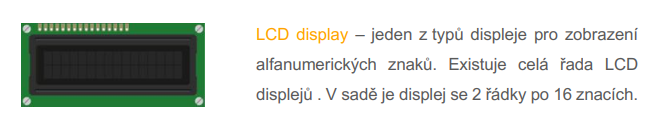 LCD display – jeden z typů displeje pro zobrazení
alfanumerických znaků. Existuje celá řada LCD
displejů . V sadě je displej se 2 řádky po 16 znacích.